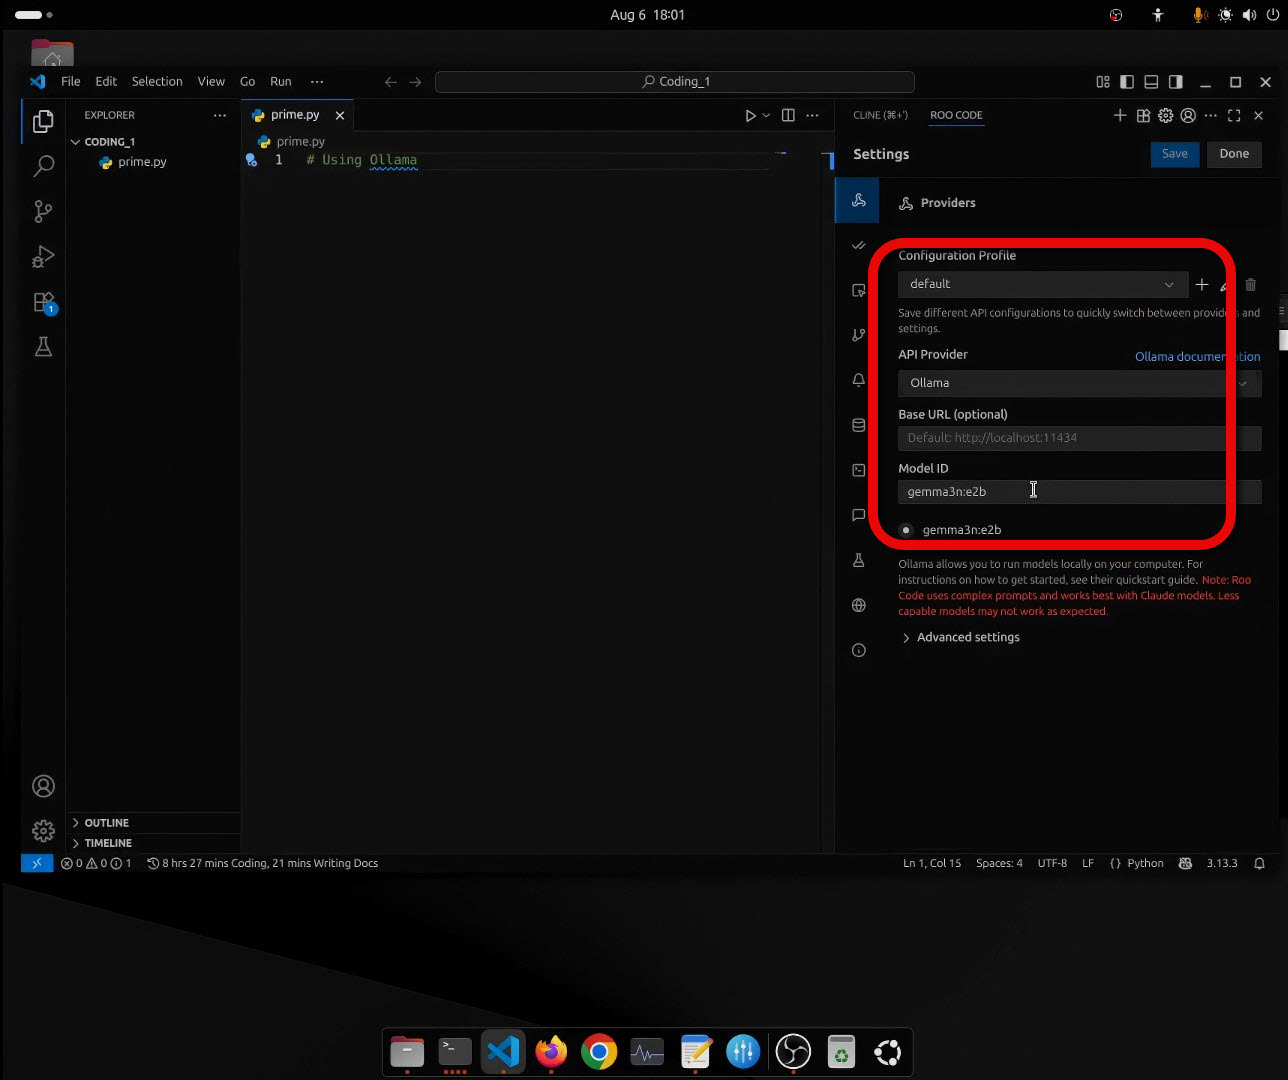 Aug 6 18:01
File Edit Selection View Go Run ···
Coding_1
EXPLORER ···
CODING_1
prime.py
prime.py
prime.py
1 # Using Ollama
CLINE (⌘+') ROO CODE
Settings
Save Done
Providers
Configuration Profile
default
Save different API configurations to quickly switch between providers and
settings.
API Provider Ollama documentation
Ollama
Base URL (optional)
Default: http://localhost:11434
Model ID
gemma3n:e2b
gemma3n:e2b
Ollama allows you to run models locally on your computer. For
instructions on how to get started, see their quickstart guide. Note: Roo
Code uses complex prompts and works best with Claude models. Less
capable models may not work as expected.
Advanced settings
1
OUTLINE
TIMELINE
0 0 1 8 hrs 27 mins Coding, 21 mins Writing Docs
Ln 1, Col 15 Spaces: 4 UTF-8 LF {} Python 3.13.3